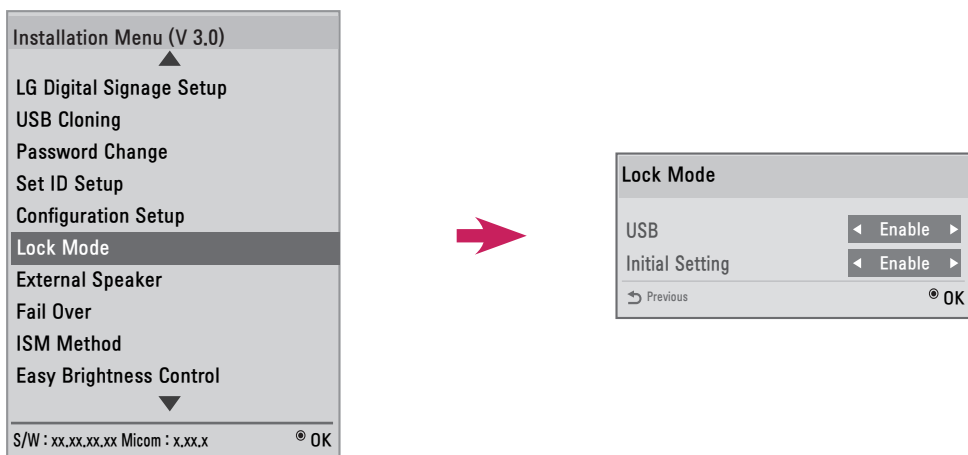 Installation Menu (V 3.0)
LG Digital Signage Setup
USB Cloning
Password Change
Set ID Setup
Configuration Setup
Lock Mode
External Speaker
Fail Over
ISM Method
Easy Brightness Control
S/W : xx.xx.xx.xx Micom : x.xx.x OK
Lock Mode
USB Enable
Initial Setting Enable
Previous OK